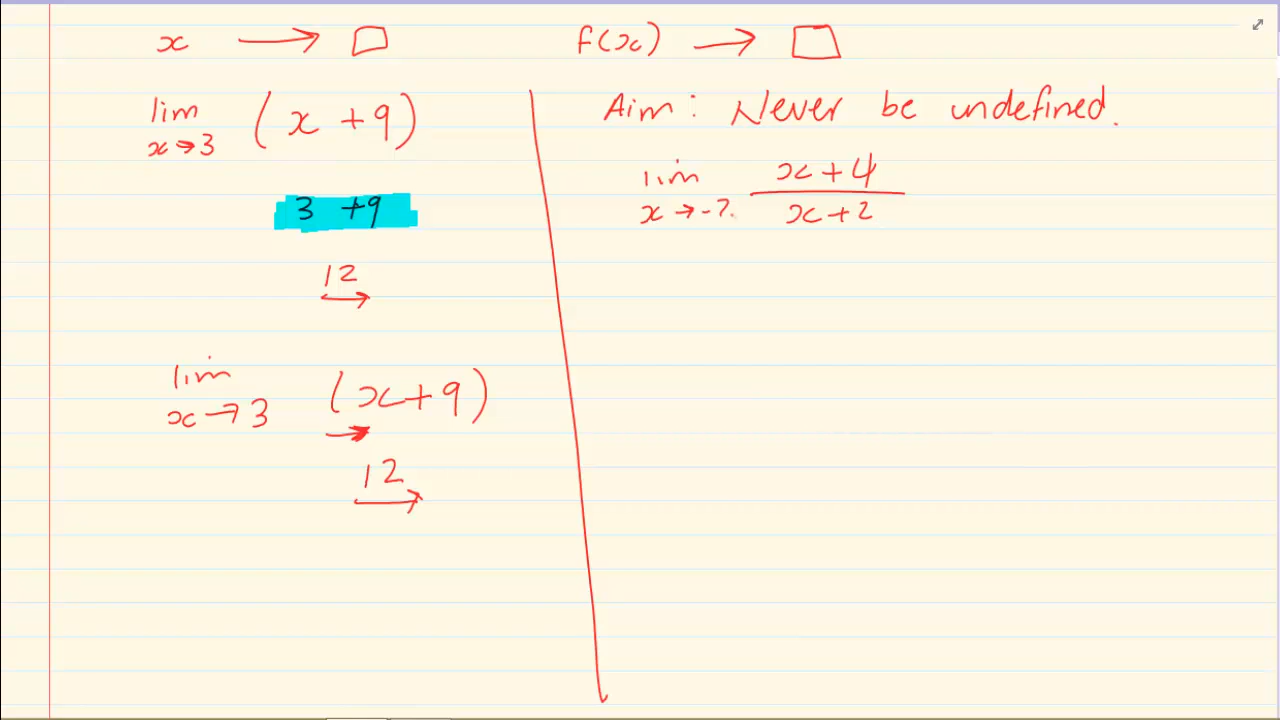 x → □
lim x→3 (x + 9)
3 + 9
12
lim x→3 (x + 9)
12
f(x) → □
Aim : Never be undefined.
lim x→-2 x + 4 / x + 2